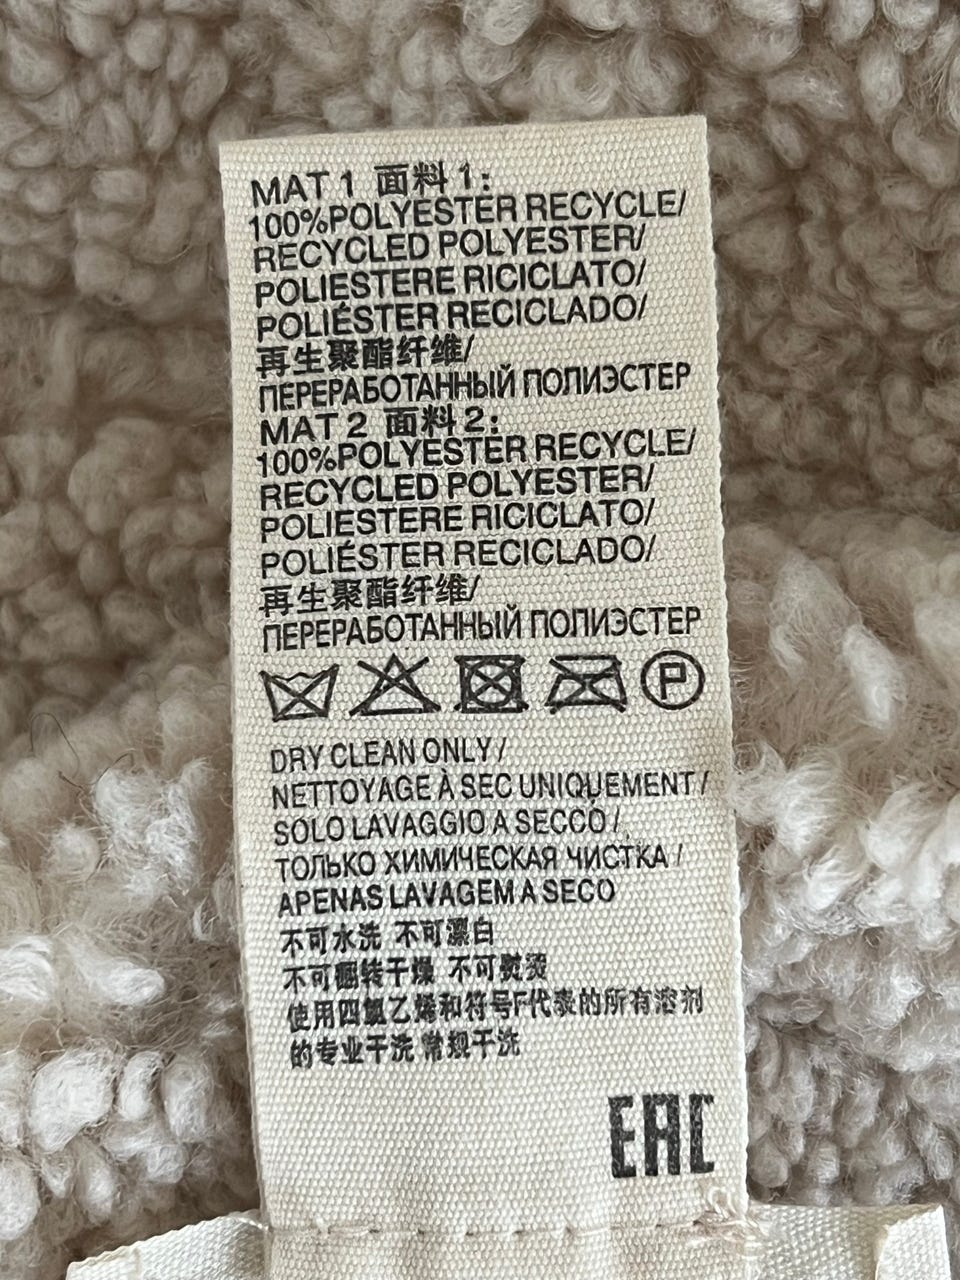 MAT 1 面料 1:
100%POLYESTER RECYCLE/
RECYCLED POLYESTER/
POLIESTERE RICICLATO/
POLIÉSTER RECICLADO/
再生聚酯纤维/
ПЕРЕРАБОТАННЫЙ ПОЛИЭСТЕР
MAT 2 面料 2:
100%POLYESTER RECYCLE/
RECYCLED POLYESTER/
POLIESTERE RICICLATO/
POLIÉSTER RECICLADO/
再生聚酯纤维/
ПЕРЕРАБОТАННЫЙ ПОЛИЭСТЕР
P
DRY CLEAN ONLY/
NETTOYAGE À SEC UNIQUEMENT/
SOLO LAVAGGIO A SECCO/
ТОЛЬКО ХИМИЧЕСКАЯ ЧИСТКА/
APENAS LAVAGEM A SECO
不可水洗 不可漂白
不可翻转干燥 不可熨烫
使用四氯乙烯和符号F代表的所有溶剂
的专业干洗 常规干洗
EAC